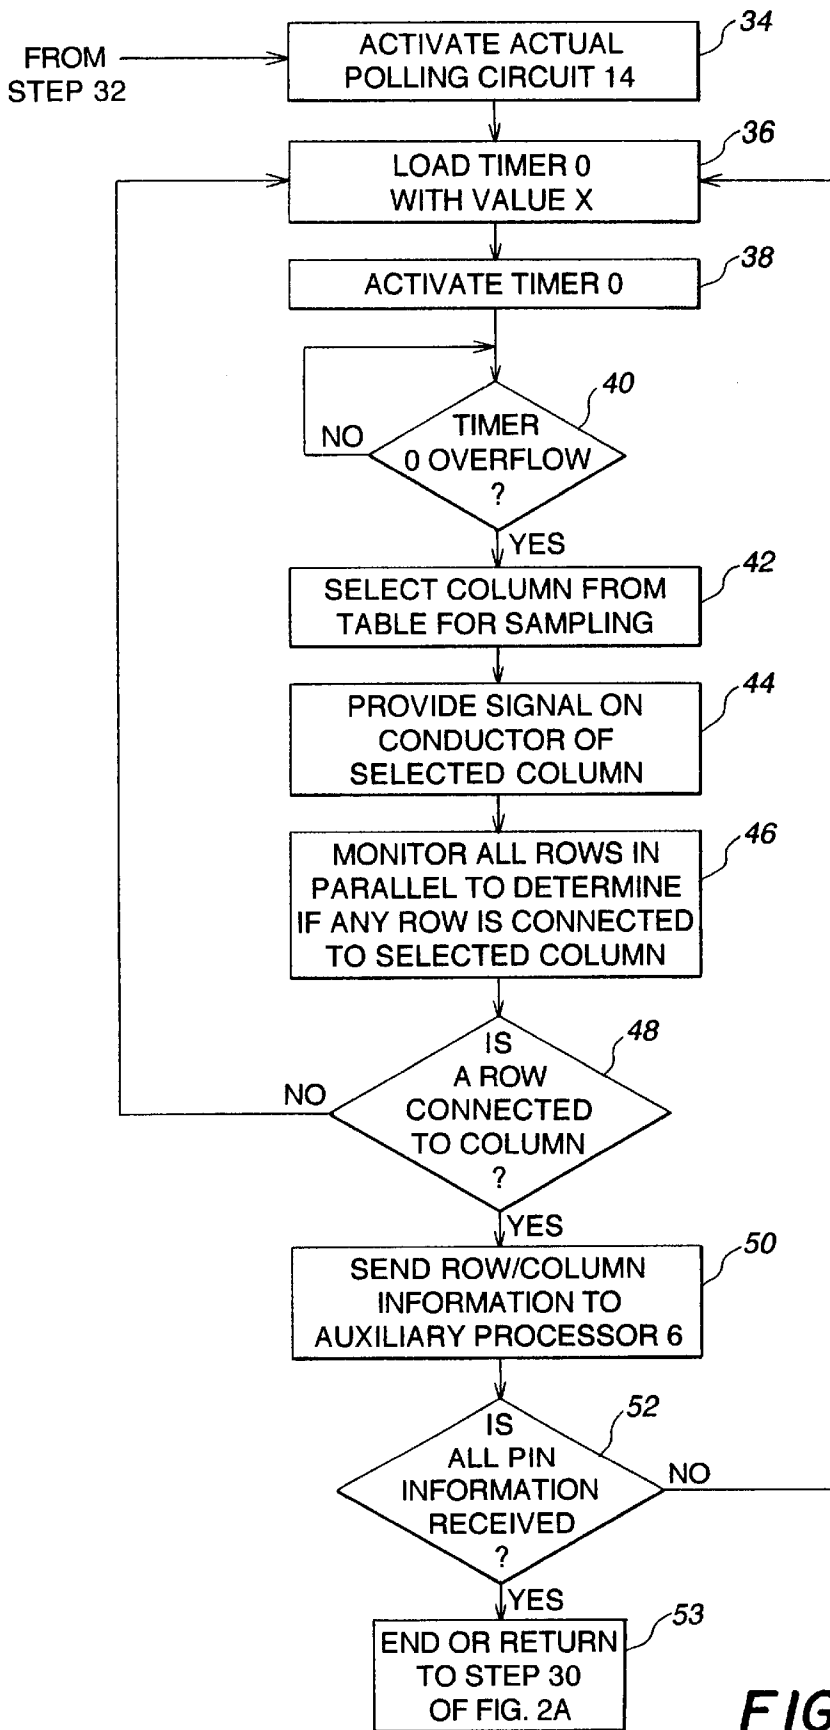 34
FROM
STEP 32
ACTIVATE ACTUAL
POLLING CIRCUIT 14
36
LOAD TIMER 0
WITH VALUE X
38
ACTIVATE TIMER 0
40
TIMER
0 OVERFLOW
?
NO
YES
42
SELECT COLUMN FROM
TABLE FOR SAMPLING
44
PROVIDE SIGNAL ON
CONDUCTOR OF
SELECTED COLUMN
46
MONITOR ALL ROWS IN
PARALLEL TO DETERMINE
IF ANY ROW IS CONNECTED
TO SELECTED COLUMN
48
IS
A ROW
CONNECTED
TO COLUMN
?
NO
YES
50
SEND ROW/COLUMN
INFORMATION TO
AUXILIARY PROCESSOR 6
52
IS
ALL PIN
INFORMATION
RECEIVED
?
NO
YES
53
END OR RETURN
TO STEP 30
OF FIG. 2A
FIG